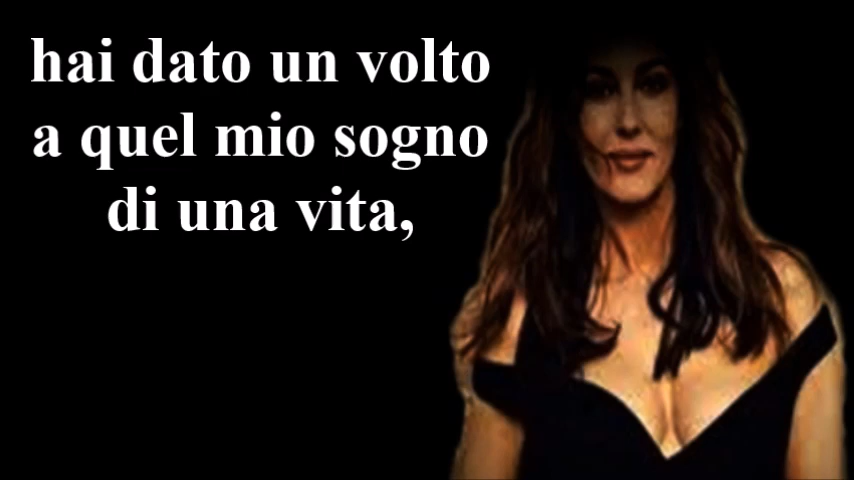 hai dato un volto
a quel mio sogno
di una vita,